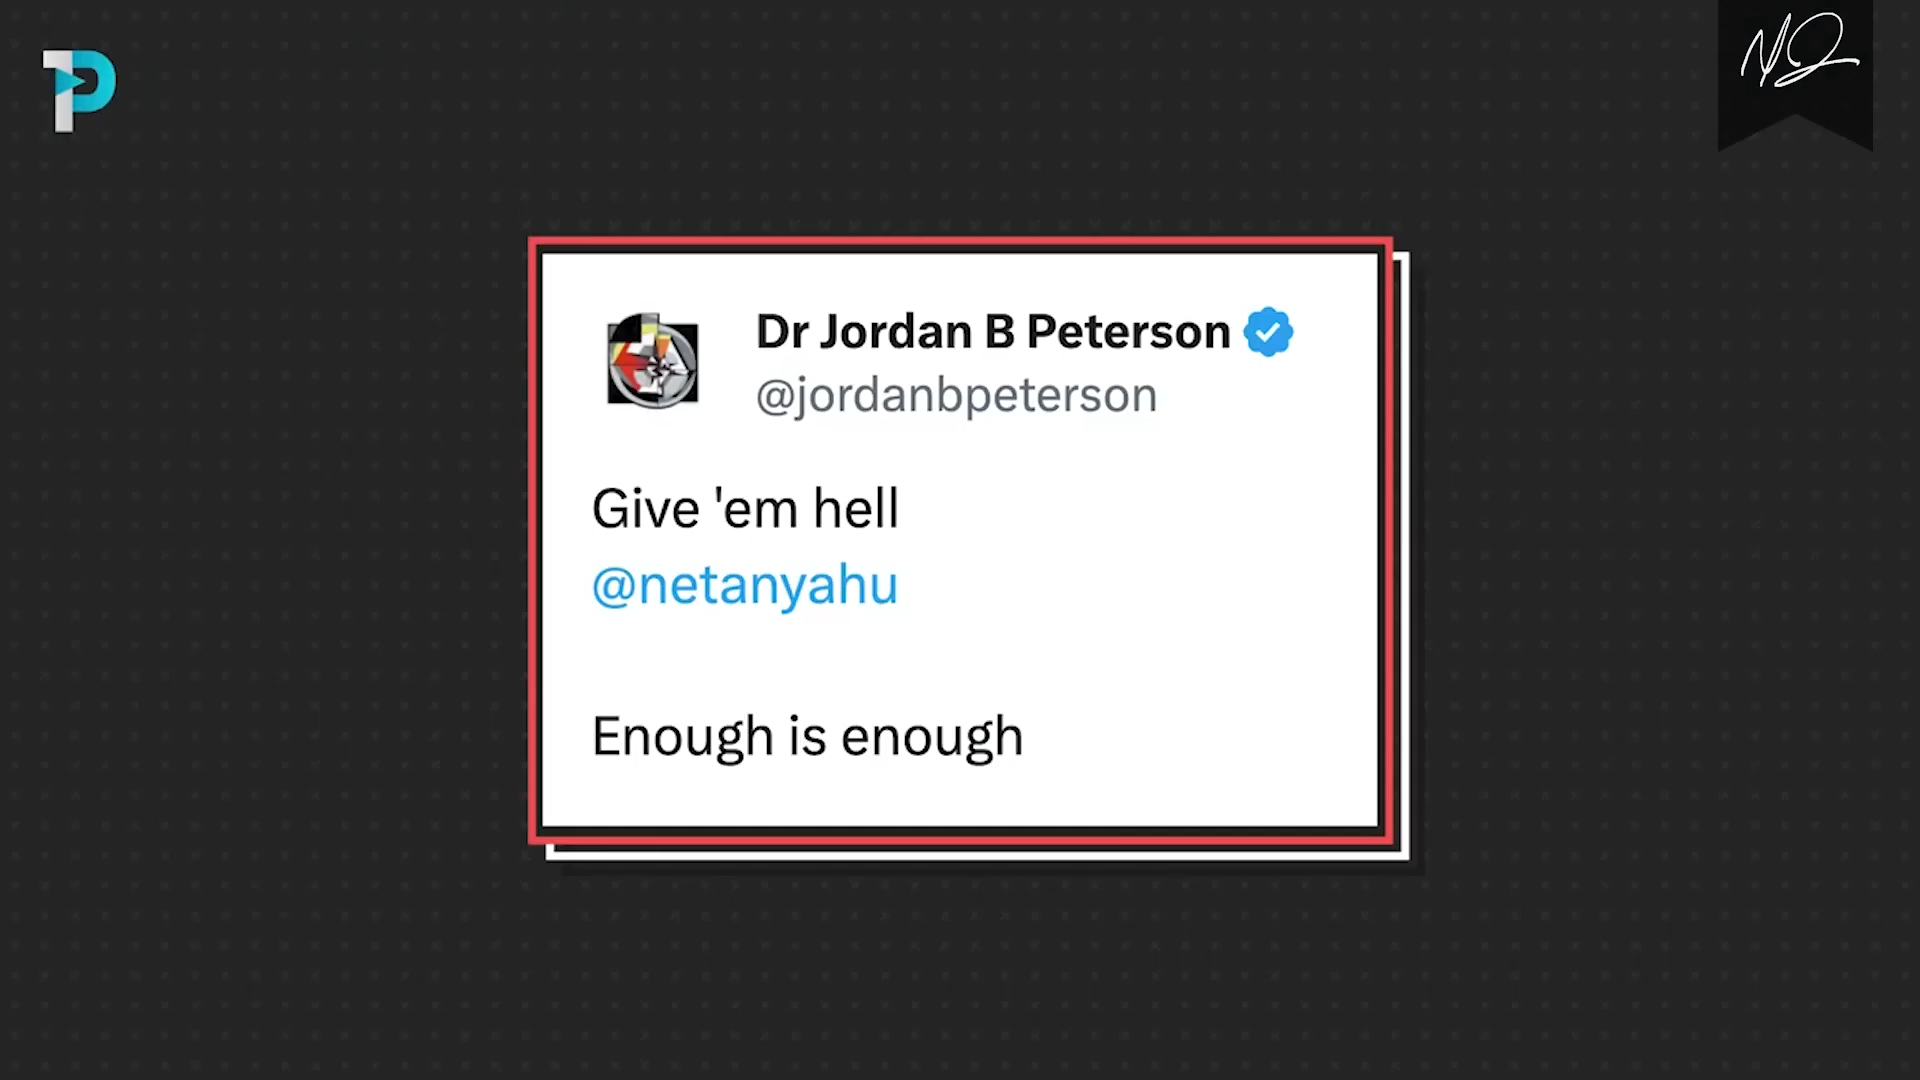 Dr Jordan B Peterson
@jordanbpeterson
Give 'em hell
@netanyahu
Enough is enough